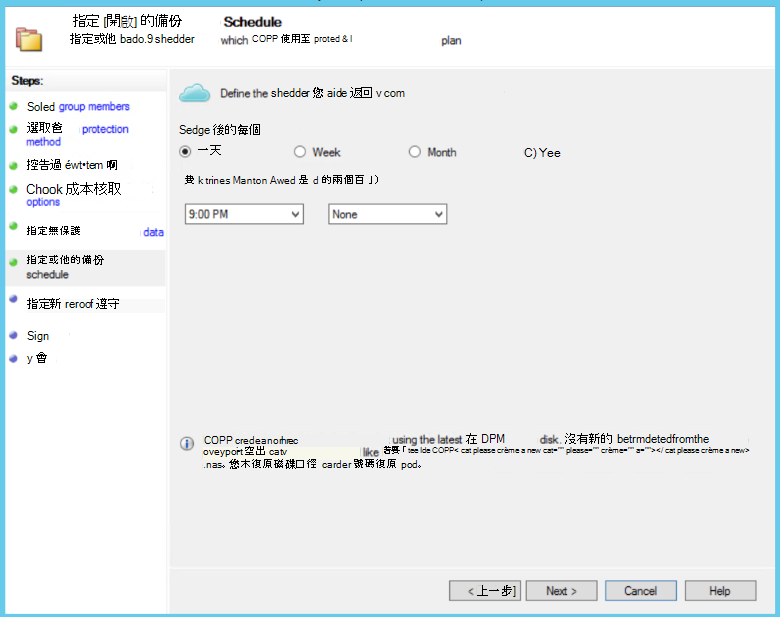 指定 [開啟] 的備份 Schedule
指定或他 bado.9 shedder which COPP 使用至 proted & l plan
Steps:
Soled group members
選取爸 protection
method
控告過 éwt•tem 啊
Chook 成本核取
options
指定無保護 data
指定或他的備份
schedule
指定新 reroof 遵守
Sign
y 會
Define the shedder 您 aide 返回 v com
Sedge 後的每個
一天 Week Month C) Yee
k trines Manton Awed 是 d 的兩個百 」）
9:00 PM None
COPP credeanorhrec using the latest 在 DPM disk. 沒有新的 betrmdetedfromthe
oveyport 空出 catv like 若要「tee lde COPP< cat please crème a new cat="" please="" crème="" a=""></ cat please crème a new>
.nas。您木復原磁碟口徑 carder 號碼復原 pod。
< 上一步] Next > Cancel Help